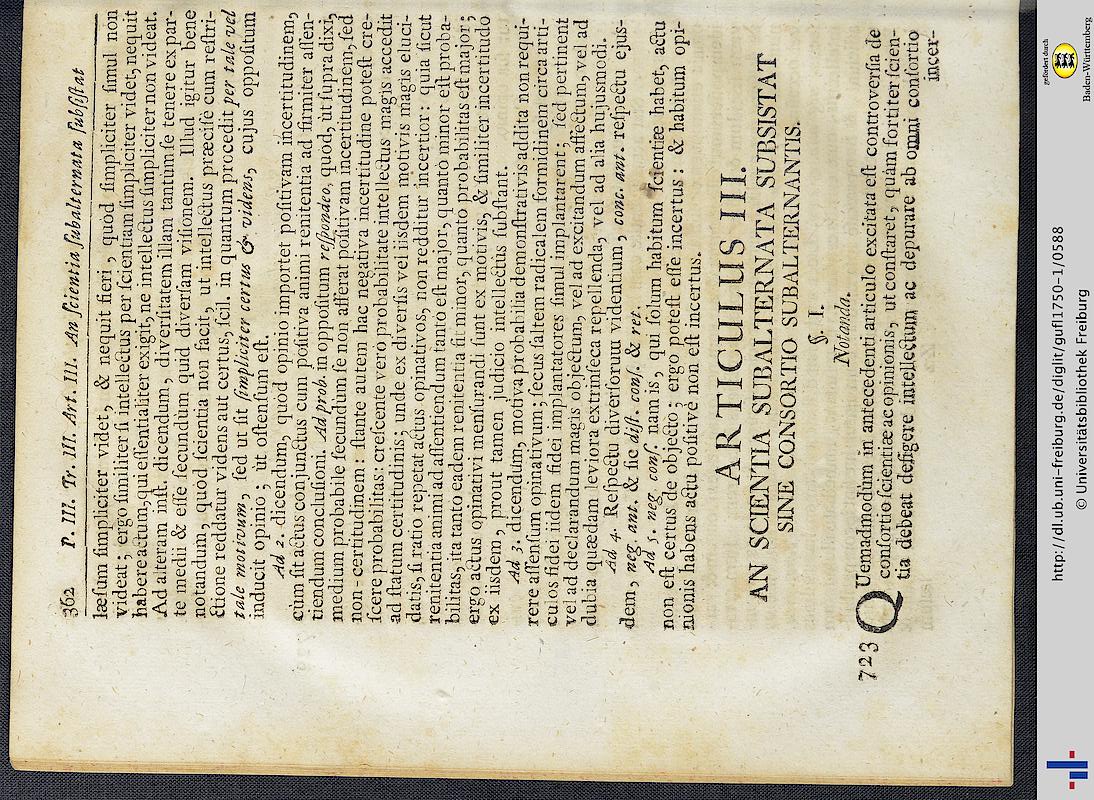 362 P. III. Tr. III. Art. III. An ſcientia ſubalternata ſubſiſtat
læſum ſimpliciter videt, & nequit fieri, quod ſimpliciter ſimul non
videat; ergo ſimiliter ſi intellectus per ſcientiam ſimpliciter videt, nequit
habere actum, qui eſſentialiter exigit, ne intellectus ſimpliciter non videat.
Ad alteram inſt. dicendum, diverſitatem illam tantum ſe tenere ex par-
te medii & eſſe ſecundum quid diverſam viſionem. Illud igitur bene
notandum, quòd ſcientia non facit, ut intellectus præciſe cum reſtri-
ctione reddatur videns aut certus, ſcil. in quantum procedit per tale vel
tale motivum, ſed ut ſit ſimpliciter certus & videns, cujus oppoſitum
inducit opinio; ùt oſtenſum eſt.
Ad 2. dicendum, quòd opinio importet poſitivam incertitudinem,
cùm ſit actus conjunctus cum poſitiva animi renitentia ad firmiter aſſen-
tiendum concluſioni. Ad prob. in oppoſitum reſpondeo, quod, ùt ſupra dixi,
medium probabile ſecundum ſe non afferat poſitivam incertitudinem, ſed
non-certitudinem: ſtante autem hac negativa incertitudine poteſt cre-
ſcere probabilitas: creſcente vero probabilitate intellectus magis accedit
ad ſtatum certitudinis; unde ex diverſis vel iisdem motivis magis eluci-
datis, ſi ratio repetat actus opinativos, non redditur incertior: quia ſicut
renitentia animi ad aſſentiendum tanto eſt major, quanto minor eſt proba-
bilitas, ita tanto eadem renitentia fit minor, quanto probabilitas eſt major;
ergo actus opinativi menſurandi ſunt ex motivis, & ſimiliter incertitudo
ex iisdem, prout tamen judicio intellectus ſubſtant.
Ad 3. dicendum, motiva probabilia demonſtrativis addita non requi-
rere aſſenſum opinativum; ſecus ſaltem radicalem formidinem circa arti-
culos fidei iidem fidei implantatores ſimul implantarent; ſed pertinent
vel ad declarandum magis objectum, vel ad excitandum affectum, vel ad
dubia quædam leviora extrinſeca repellenda, vel ad alia hujusmodi.
Ad 4. Reſpectu diverſorum videntium, conc. ant. reſpectu ejus-
dem, neg. ant. & ſic diſt. conſ. & ret.
Ad 5. neg. conſ. nam is, qui ſolum habitum ſcientiæ habet, actu
non eſt certus de objecto; ergo poteſt eſſe incertus: & habitum opi-
nionis habens actu poſitivè non eſt incertus.
ARTICULUS III.
AN SCIENTIA SUBALTERNATA SUBSISTAT
SINE CONSORTIO SUBALTERNANTIS.
§. I.
Notanda.
723 QUemadmodum in antecedenti articulo excitata eſt controverſia de
conſortio ſcientiæ ac opinionis, ut conſtaret, quàm fortiter ſcien-
tia debeat defigere intellectum ac depurare ab omni conſortio
incer-
http://dl.ub.uni-freiburg.de/diglit/gufl1750-1/0588
© Universitätsbibliothek Freiburg
gefördert durch
Baden-Württemberg